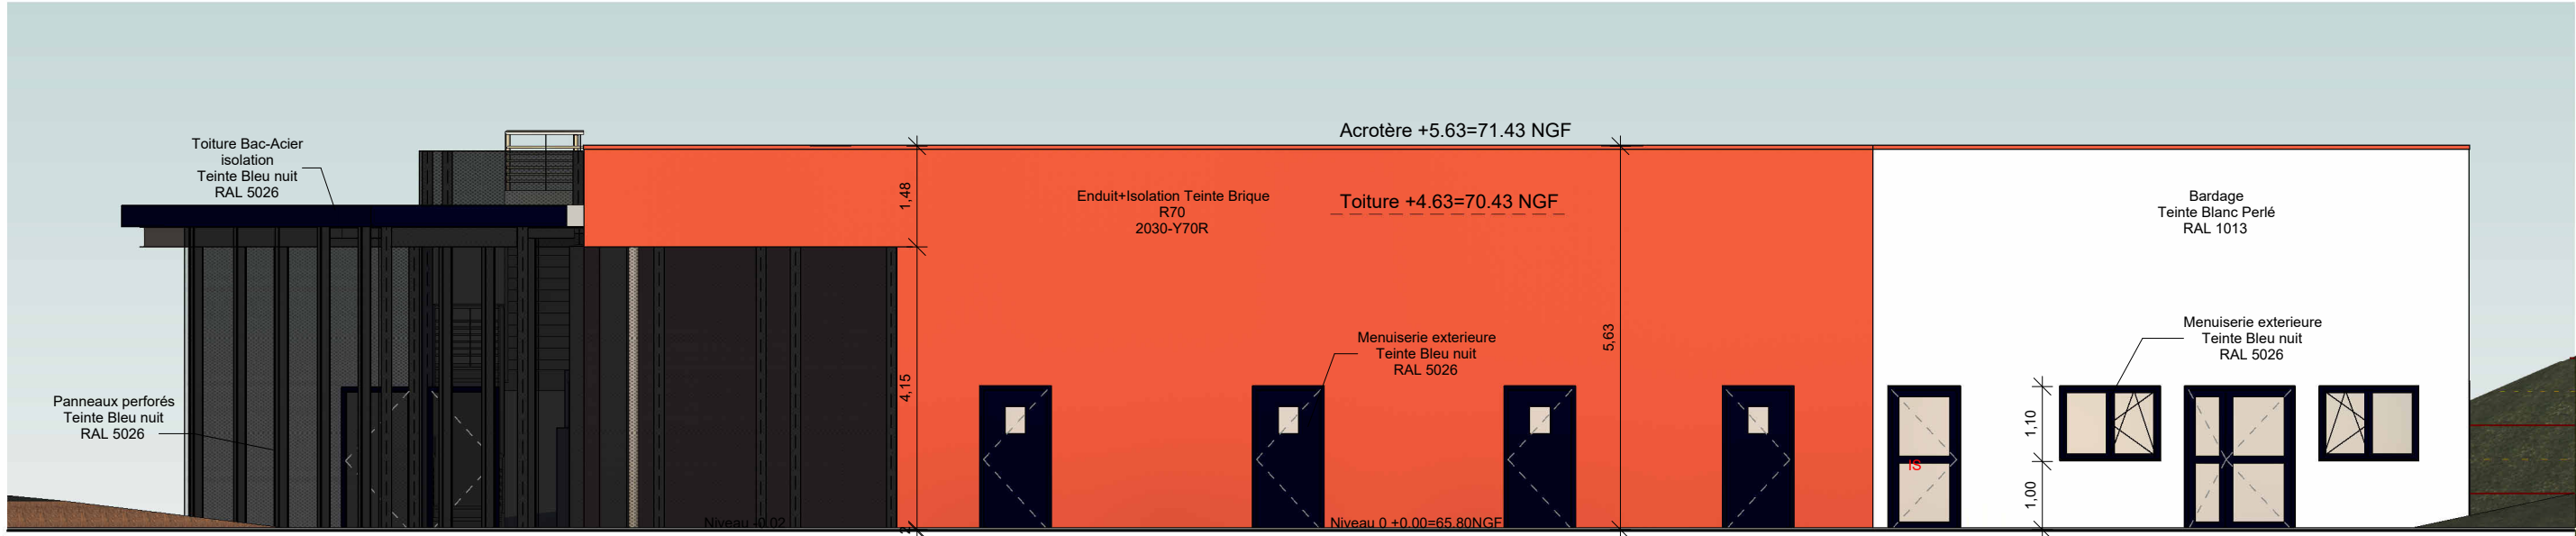 Acrotère +5.63=71.43 NGF
Toiture Bac-Acier
isolation
Teinte Bleu nuit
RAL 5026
1,48
Enduit+Isolation Teinte Brique
R70
2030-Y70R
Toiture +4.63=70.43 NGF
Bardage
Teinte Blanc Perlé
RAL 1013
Menuiserie exterieure
Teinte Bleu nuit
RAL 5026
5,63
Menuiserie exterieure
Teinte Bleu nuit
RAL 5026
4,15
Panneaux perforés
Teinte Bleu nuit
RAL 5026
1,10
IS
1,00
Niveau -0.02
Niveau 0 +0.00=65.80NGF